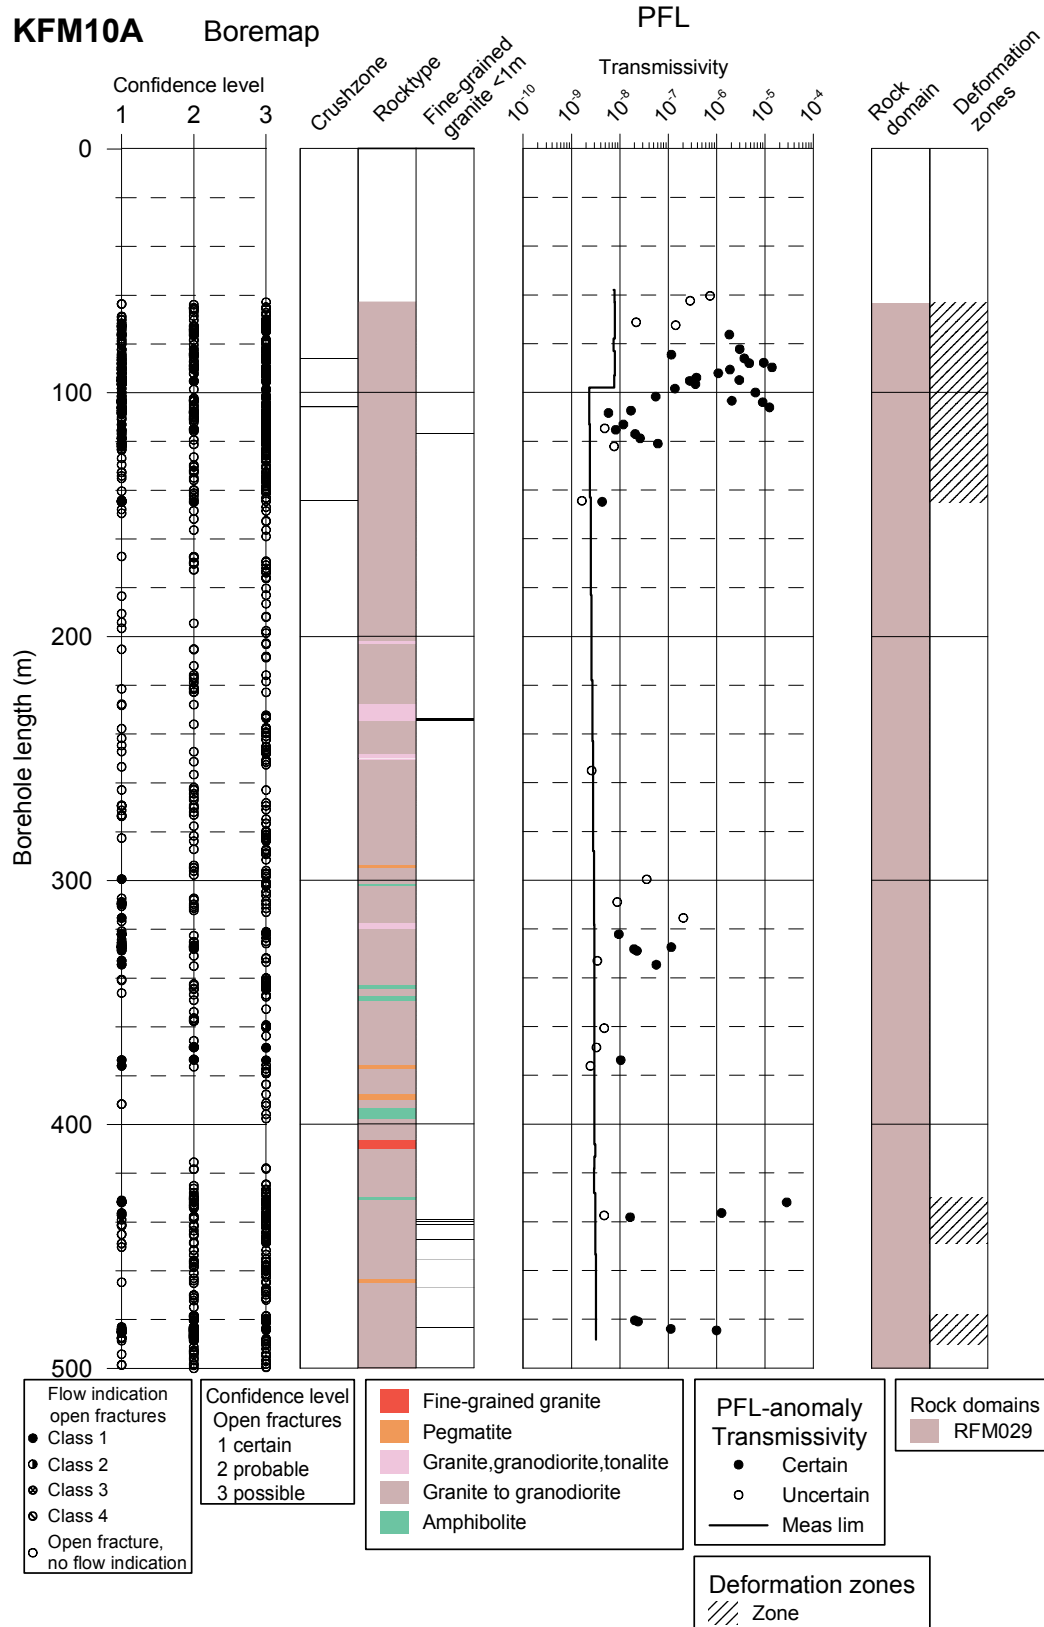 KFM10A
Boremap
PFL
Confidence level
1 2 3
Crushzone
Rocktype
Fine-grained
granite <1m
Transmissivity
10-10
10-9
10-8
10-7
10-6
10-5
10-4
Rock
domain
Deformation
zones
Borehole length (m)
0
100
200
300
400
500
Flow indication
open fractures
Class 1
Class 2
Class 3
Class 4
Open fracture,
no flow indication
Confidence level
Open fractures
1 certain
2 probable
3 possible
Fine-grained granite
Pegmatite
Granite,granodiorite,tonalite
Granite to granodiorite
Amphibolite
PFL-anomaly
Transmissivity
Certain
Uncertain
Meas lim
Rock domains
RFM029
Deformation zones
Zone